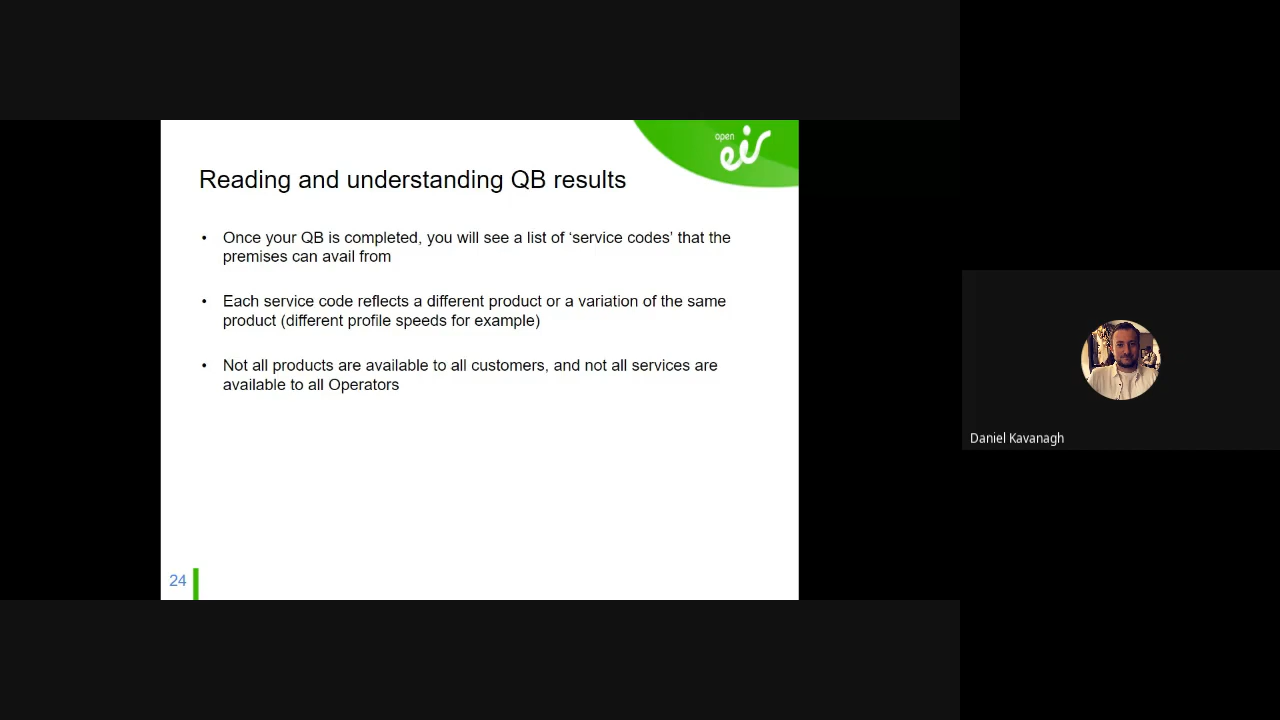 open
eir
Reading and understanding QB results
• Once your QB is completed, you will see a list of ‘service codes’ that the
premises can avail from
• Each service code reflects a different product or a variation of the same
product (different profile speeds for example)
• Not all products are available to all customers, and not all services are
available to all Operators
Daniel Kavanagh
24